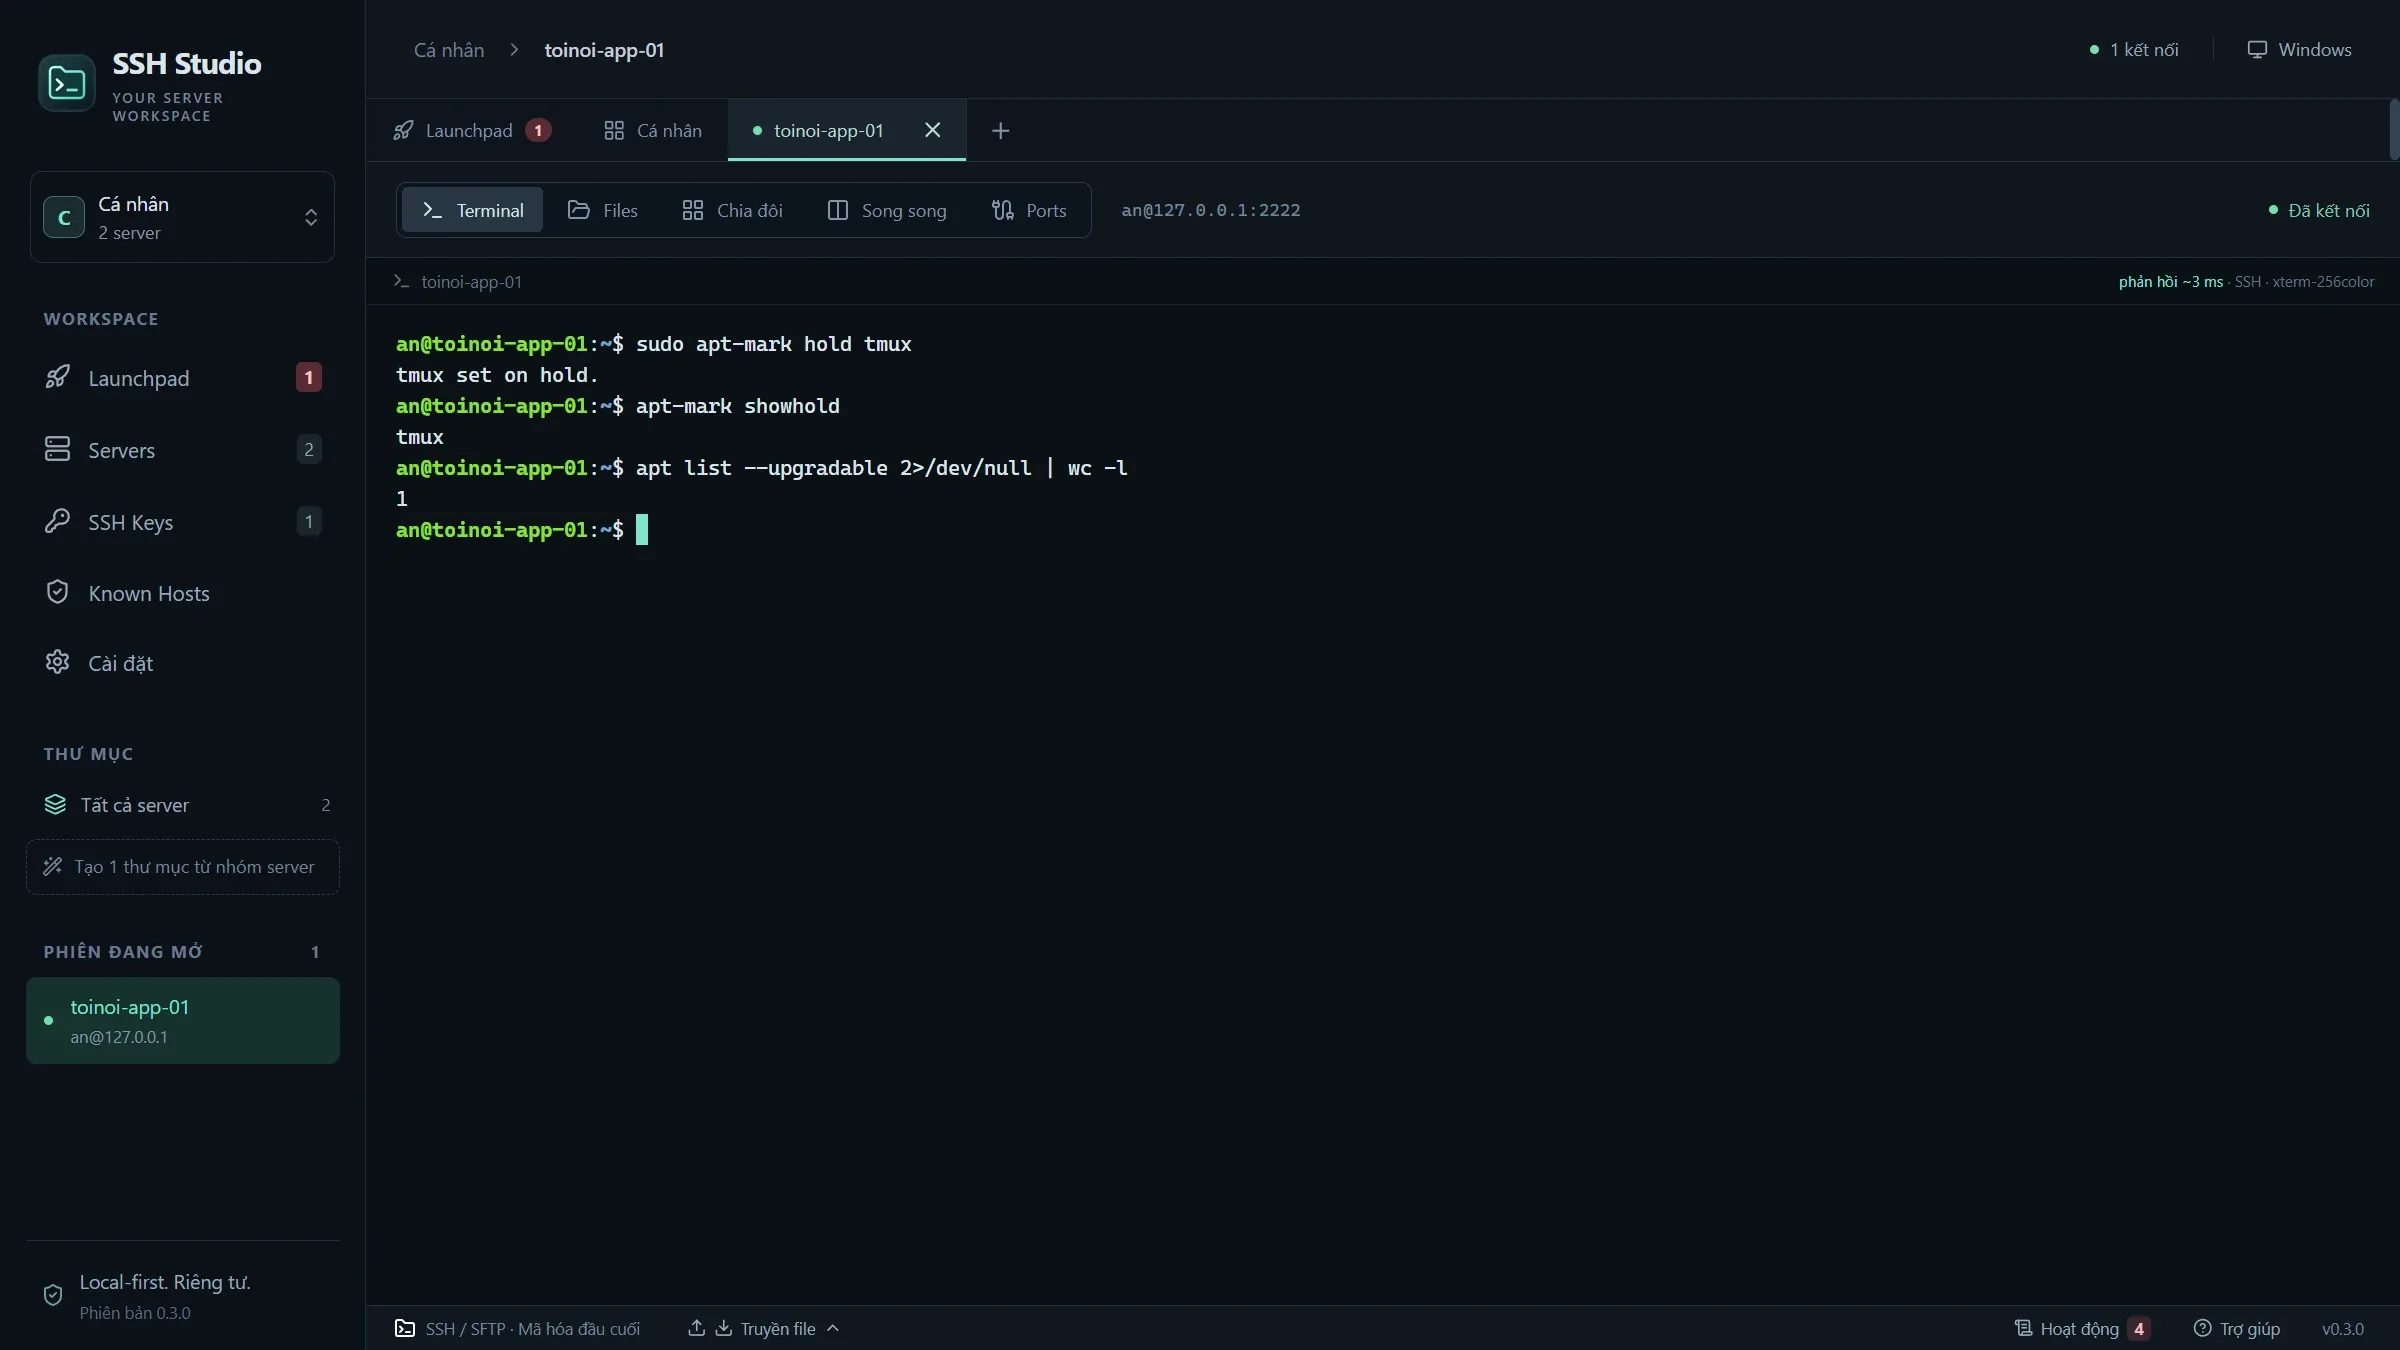 SSH Studio
YOUR SERVER
WORKSPACE
C
Cá nhân
2 server
WORKSPACE
Launchpad 1
Servers 2
SSH Keys 1
Known Hosts
Cài đặt
THƯ MỤC
Tất cả server 2
Tạo 1 thư mục từ nhóm server
PHIÊN ĐANG MỞ 1
toinoi-app-01
an@127.0.0.1
Local-first. Riêng tư.
Phiên bản 0.3.0
Cá nhân > toinoi-app-01
1 kết nối Windows
Launchpad 1 Cá nhân toinoi-app-01
Terminal Files Chia đôi Song song Ports an@127.0.0.1:2222 Đã kết nối
toinoi-app-01 phản hồi ~3 ms · SSH · xterm-256color
an@toinoi-app-01:~$ sudo apt-mark hold tmux
tmux set on hold.
an@toinoi-app-01:~$ apt-mark showhold
tmux
an@toinoi-app-01:~$ apt list --upgradable 2>/dev/null | wc -l
1
an@toinoi-app-01:~$
SSH / SFTP · Mã hóa đầu cuối Truyền file Hoạt động 4 Trợ giúp v0.3.0